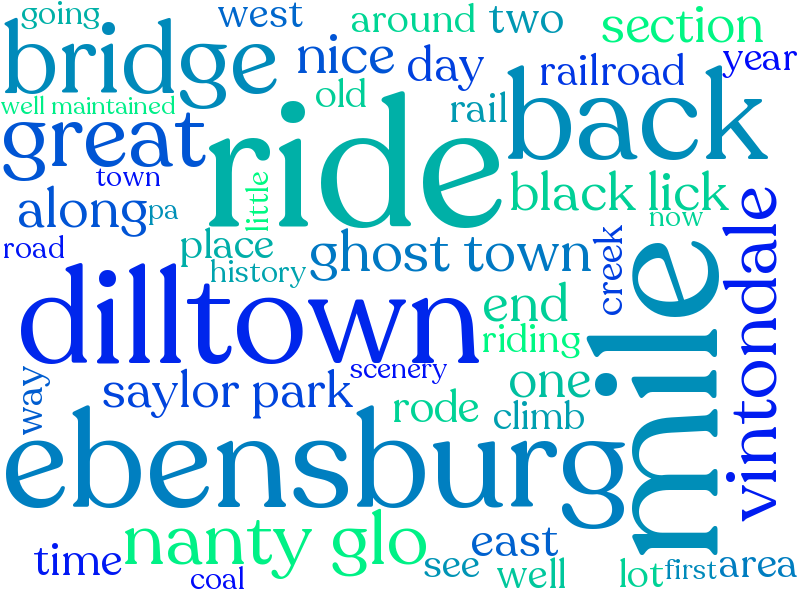 going
west
around
two
section
bridge
nice
day
railroad
year
well maintained
old
rail
back
great
ride
town
little
black lick
along
pa
now
road
place
ghost town
creek
vintondale
history
dilltown
end
mile
riding
scenery
way
saylor park
one
rode
climb
ebensburg
nanty glo
east
time
see
well
lot
first
area
coal